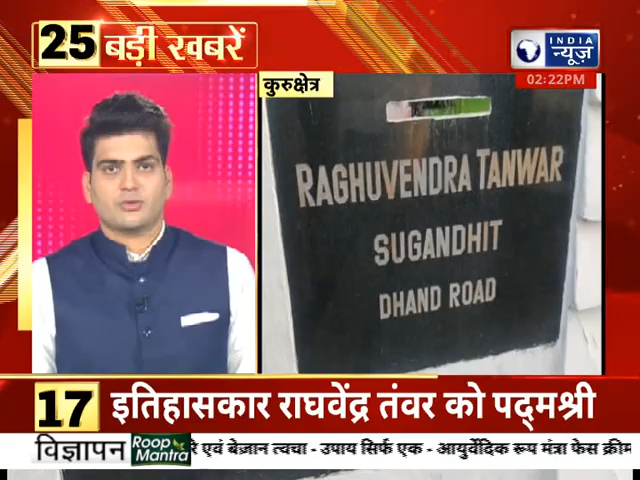 25 बड़ी खबरें
INDIA
न्यूज़
02:22PM
कुरुक्षेत्र
RAGHUVENDRA TANWAR
SUGANDHIT
DHAND ROAD
17 इतिहासकार राघवेंद्र तंवर को पद्मश्री
विज्ञापन Roop Mantra रे एवं बेज़ान त्वचा - उपाय सिर्फ एक - आयुर्वेदिक रूप मंत्रा फेस क्रीम